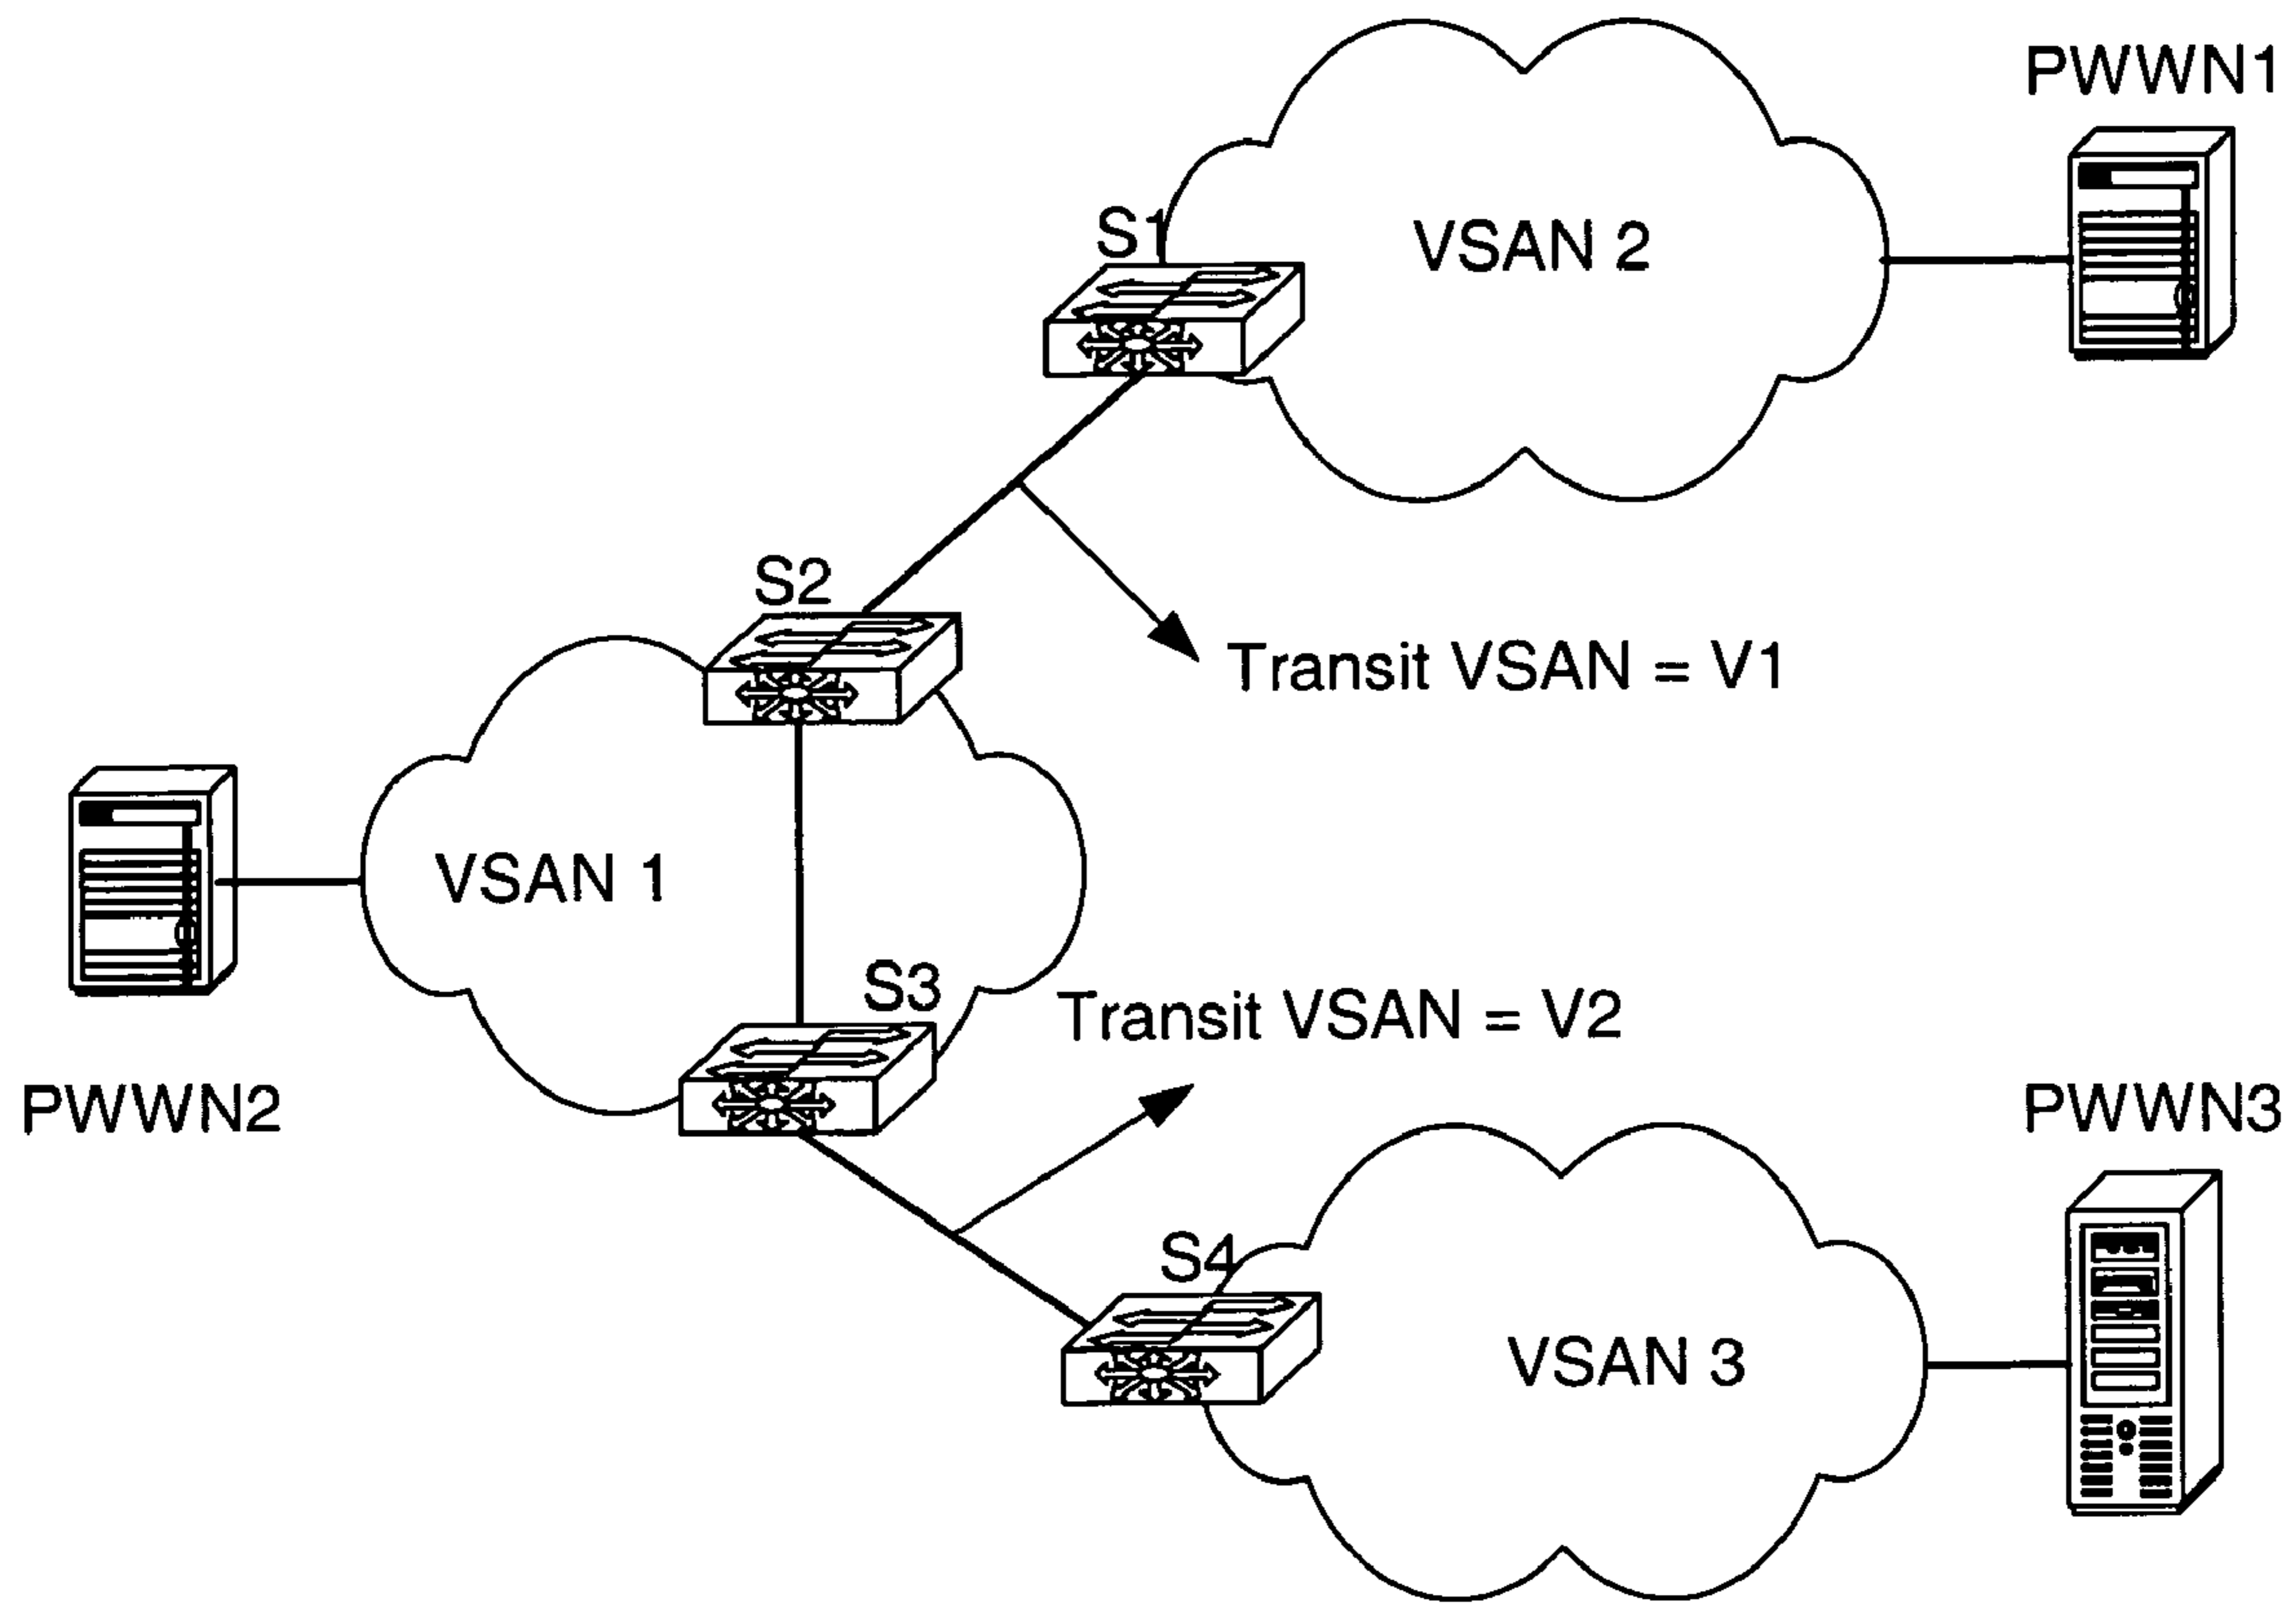 PWWN1
S1
VSAN 2
S2
Transit VSAN = V1
VSAN 1
S3
Transit VSAN = V2
PWWN2
PWWN3
S4
VSAN 3